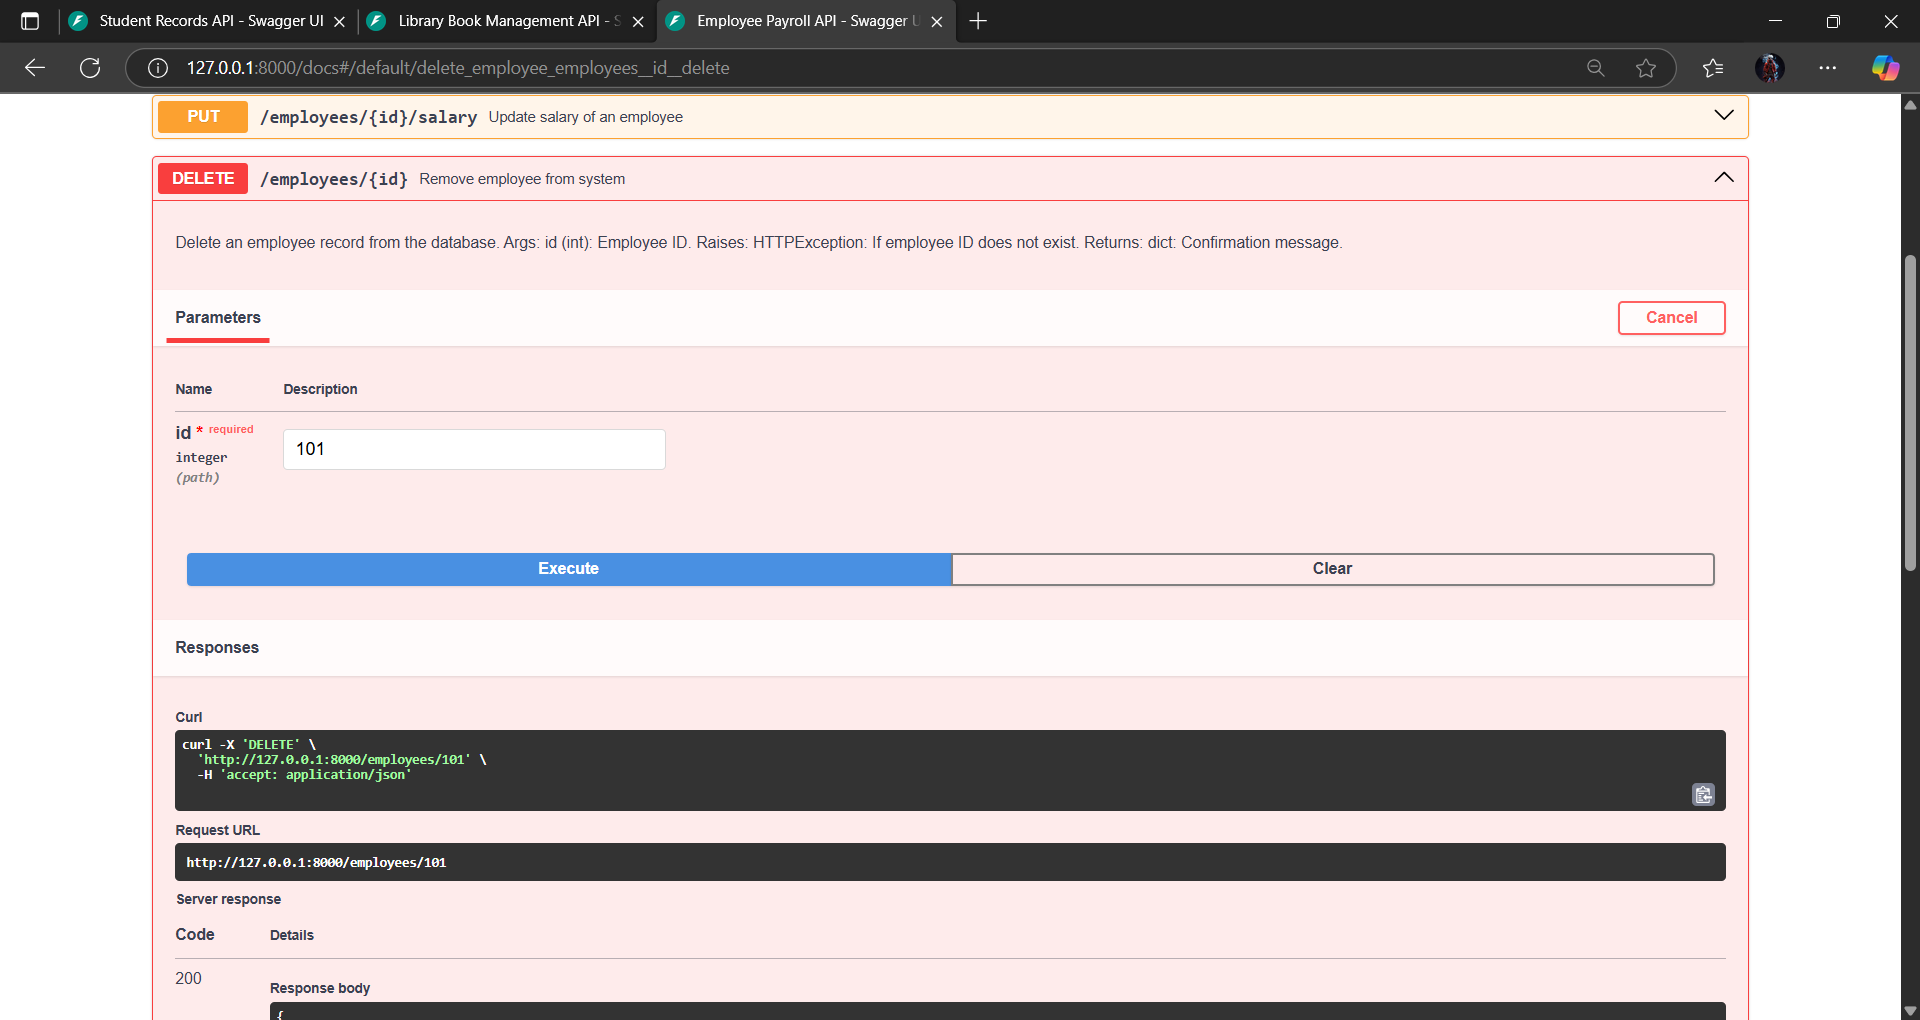 Student Records API - Swagger UI
Library Book Management API - S
Employee Payroll API - Swagger U
127.0.0.1:8000/docs#/default/delete_employee_employees__id__delete
PUT /employees/{id}/salary Update salary of an employee
DELETE /employees/{id} Remove employee from system
Delete an employee record from the database. Args: id (int): Employee ID. Raises: HTTPException: If employee ID does not exist. Returns: dict: Confirmation message.
Parameters
Cancel
Name Description
id * required
integer
(path)
101
Execute
Clear
Responses
Curl
curl -X 'DELETE' \
'http://127.0.0.1:8000/employees/101' \
-H 'accept: application/json'
Request URL
http://127.0.0.1:8000/employees/101
Server response
Code Details
200
Response body
{